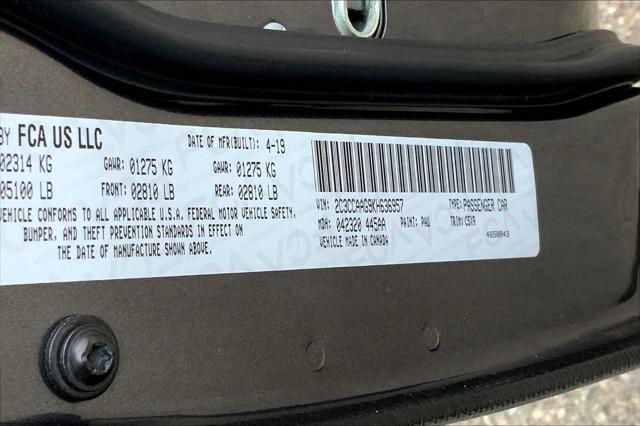 BY FCA US LLC
DATE OF MFR(BUILT): 4-19
02314 KG GAWR: 01275 KG GAWR: 01275 KG
05100 LB FRONT: 02810 LB REAR: 02810 LB
VEHICLE CONFORMS TO ALL APPLICABLE U.S.A. FEDERAL MOTOR VEHICLE SAFETY,
BUMPER, AND THEFT PREVENTION STANDARDS IN EFFECT ON
THE DATE OF MANUFACTURE SHOWN ABOVE.
VIN: 2C3CCAAG9KH636957 TYPE: PASSENGER CAR
MDH: 042320 445AA PAINT: PAU TRIM: CSX9
VEHICLE MADE IN CANADA 4658843